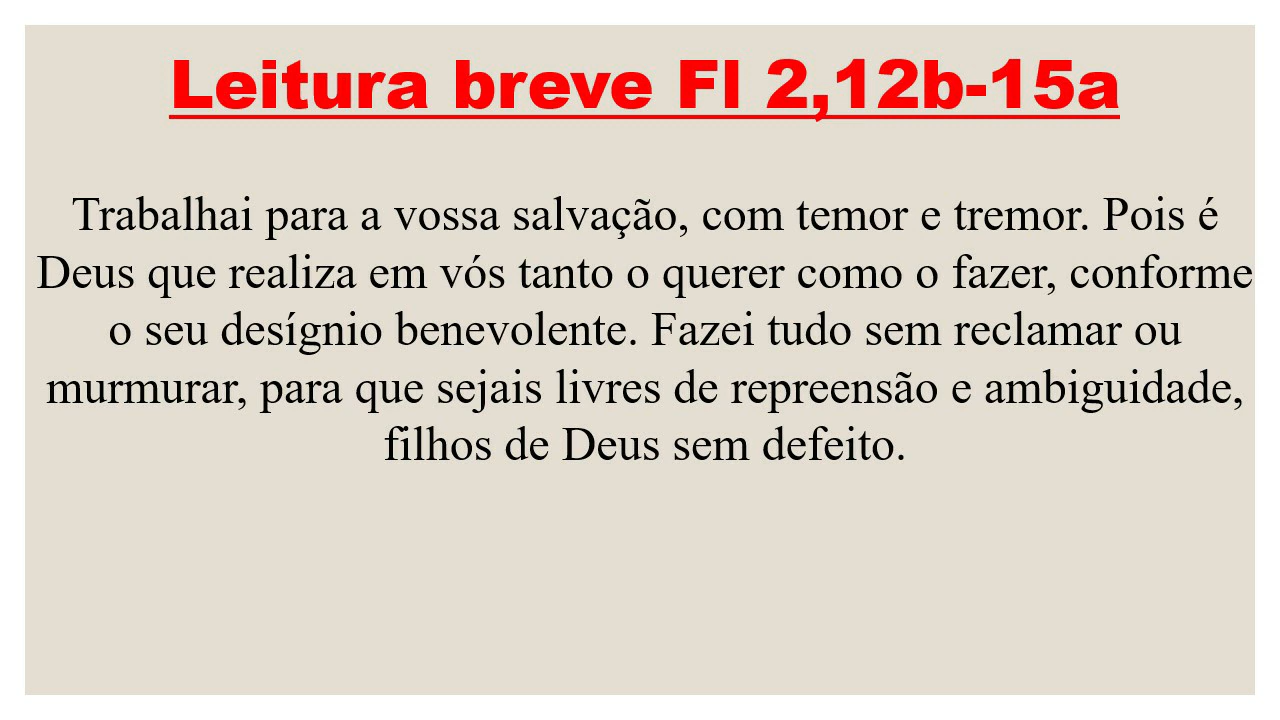 Leitura breve Fl 2,12b-15a
Trabalhai para a vossa salvação, com temor e tremor. Pois é
Deus que realiza em vós tanto o querer como o fazer, conforme
o seu desígnio benevolente. Fazei tudo sem reclamar ou
murmurar, para que sejais livres de repreensão e ambiguidade,
filhos de Deus sem defeito.